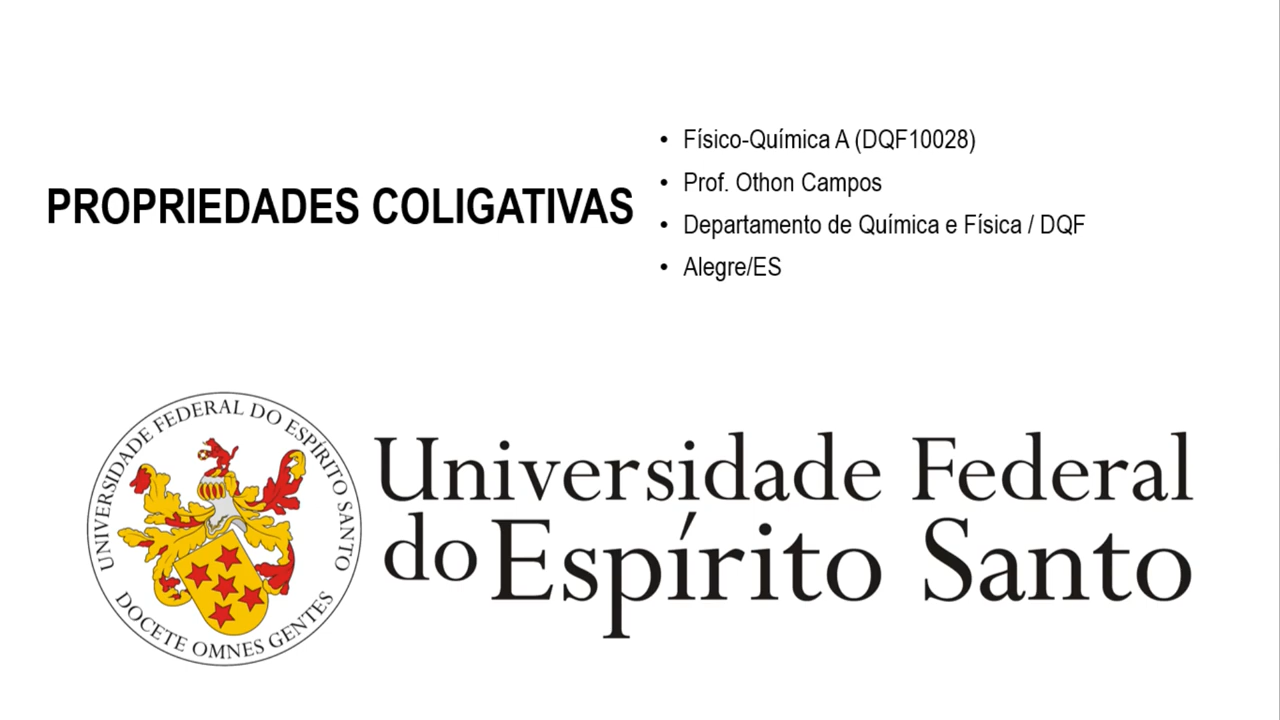 PROPRIEDADES COLIGATIVAS
• Físico-Química A (DQF10028)
• Prof. Othon Campos
• Departamento de Química e Física / DQF
• Alegre/ES
UNIVERSIDADE FEDERAL DO ESPÍRITO SANTO
DOCETE OMNES GENTES
Universidade Federal
do Espírito Santo